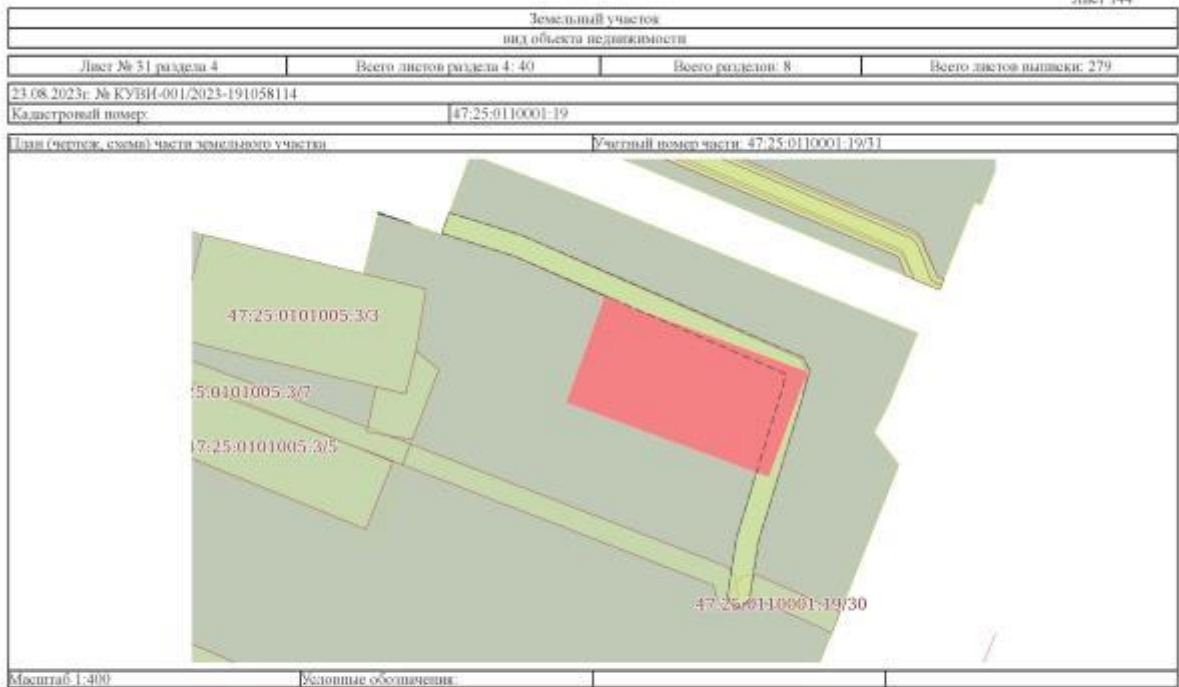 Лист 144
Земельный участок
вид объекта недвижимости
Лист № 31 раздела 4 Всего листов раздела 4: 40 Всего разделов: 8 Всего листов выписки: 279
23.08.2023г. № КУВИ-001/2023-191058114
Кадастровый номер: 47:25:0110001:19
План (чертеж, схема) части земельного участка Учетный номер части: 47:25:0110001:19/31
47:25:0101005:3/3
25:0101005:3/7
47:25:0101005:3/5
47:25:0110001:19/30
Масштаб 1:400 Условные обозначения: